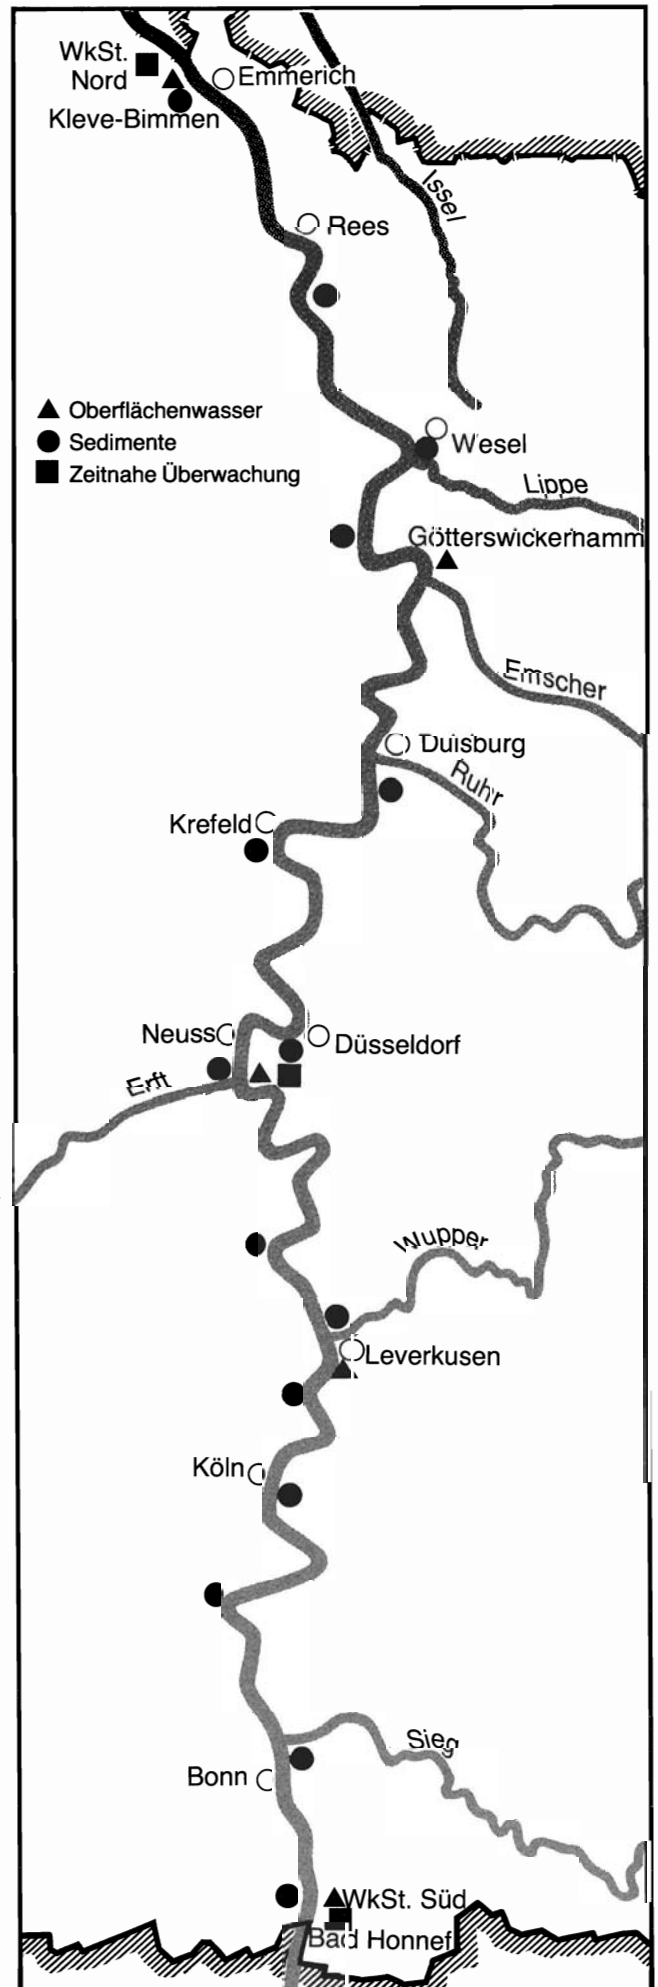 WkSt.
Nord
Emmerich
Kleve-Bimmen
Issel
Rees
Oberflächenwasser
Sedimente
Zeitnahe Überwachung
Wesel
Lippe
Götterswickerhamm
Emscher
Duisburg
Ruhr
Krefeld
Neuss
Düsseldorf
Erft
Wupper
Leverkusen
Köln
Sieg
Bonn
WkSt. Süd
Bad Honnef